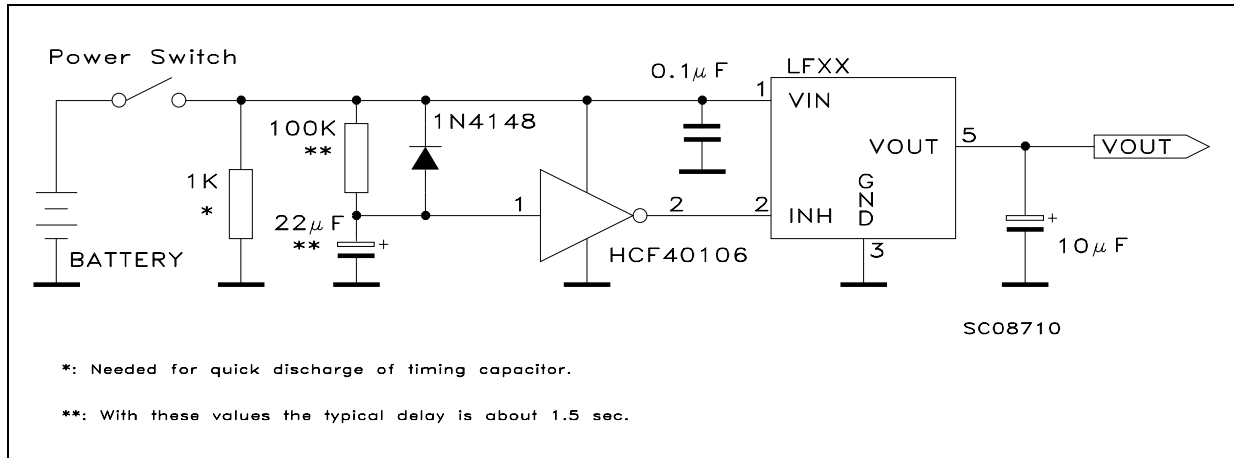 Power Switch
BATTERY
1K
*
100K
**
22μF
**
+
1N4148
1
2
HCF40106
0.1μF
LFXX
1
VIN
2
INH
GND
3
VOUT
5
VOUT
+
10μF
SC08710
*: Needed for quick discharge of timing capacitor.
**: With these values the typical delay is about 1.5 sec.